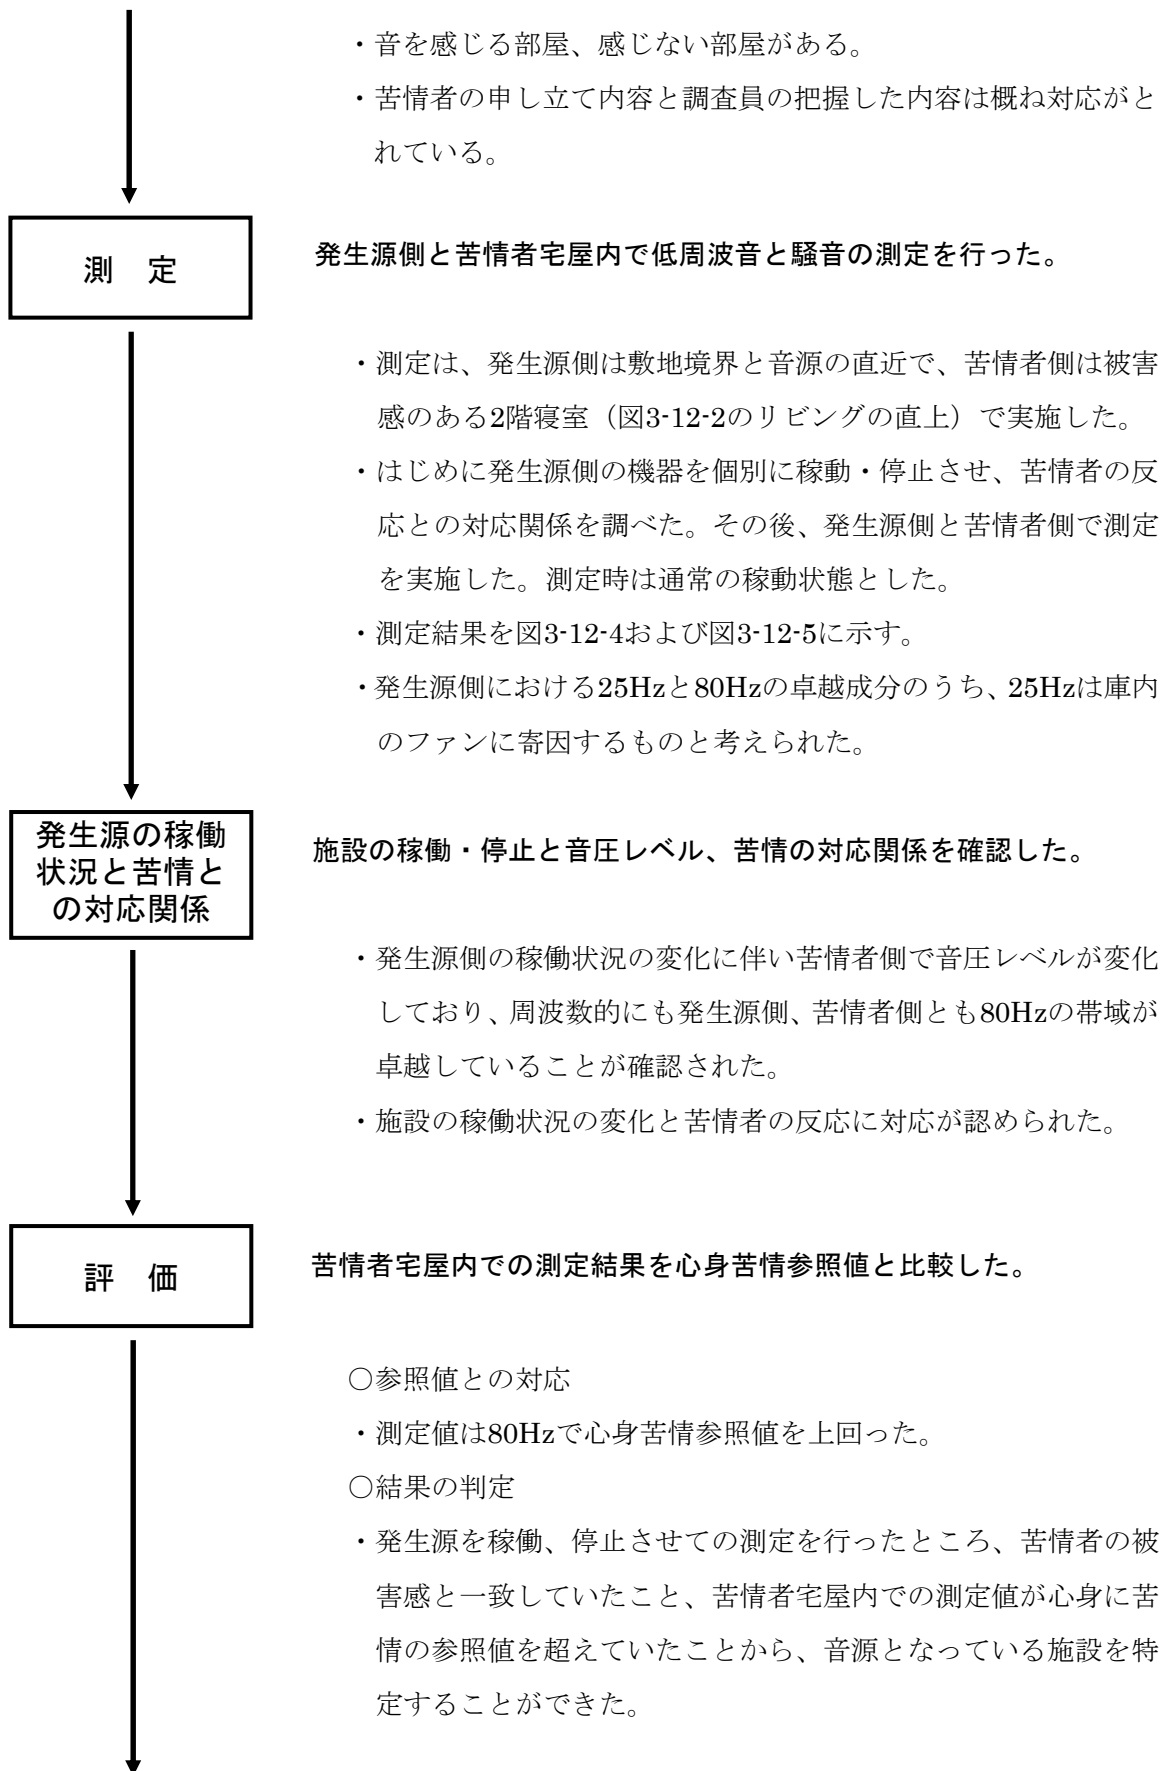 ・音を感じる部屋、感じない部屋がある。
・苦情者の申し立て内容と調査員の把握した内容は概ね対応がと
れている。
測　定
発生源側と苦情者宅屋内で低周波音と騒音の測定を行った。
・測定は、発生源側は敷地境界と音源の直近で、苦情者側は被害
感のある2階寝室（図3-12-2のリビングの直上）で実施した。
・はじめに発生源側の機器を個別に稼動・停止させ、苦情者の反
応との対応関係を調べた。その後、発生源側と苦情者側で測定
を実施した。測定時は通常の稼動状態とした。
・測定結果を図3-12-4および図3-12-5に示す。
・発生源側における25Hzと80Hzの卓越成分のうち、25Hzは庫内
のファンに寄因するものと考えられた。
発生源の稼働
状況と苦情と
の対応関係
施設の稼働・停止と音圧レベル、苦情の対応関係を確認した。
・発生源側の稼働状況の変化に伴い苦情者側で音圧レベルが変化
しており、周波数的にも発生源側、苦情者側とも80Hzの帯域が
卓越していることが確認された。
・施設の稼働状況の変化と苦情者の反応に対応が認められた。
評　価
苦情者宅屋内での測定結果を心身苦情参照値と比較した。
○参照値との対応
・測定値は80Hzで心身苦情参照値を上回った。
○結果の判定
・発生源を稼働、停止させての測定を行ったところ、苦情者の被
害感と一致していたこと、苦情者宅屋内での測定値が心身に苦
情の参照値を超えていたことから、音源となっている施設を特
定することができた。